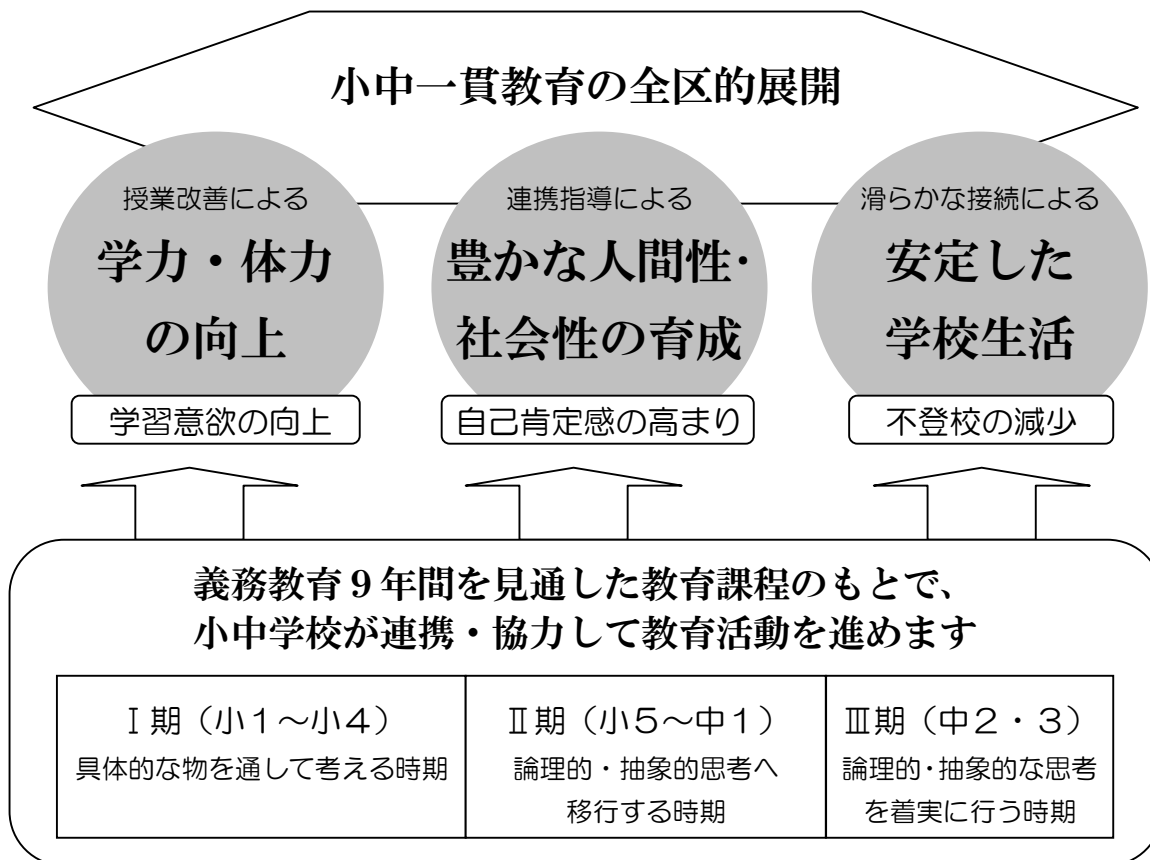 小中一貫教育の全区的展開
授業改善による
学力・体力
の向上
学習意欲の向上
連携指導による
豊かな人間性・
社会性の育成
自己肯定感の高まり
滑らかな接続による
安定した
学校生活
不登校の減少
義務教育９年間を見通した教育課程のもとで、
小中学校が連携・協力して教育活動を進めます
Ⅰ期（小１～小４）
具体的な物を通して考える時期
Ⅱ期（小５～中１）
論理的・抽象的思考へ
移行する時期
Ⅲ期（中２・３）
論理的・抽象的な思考
を着実に行う時期